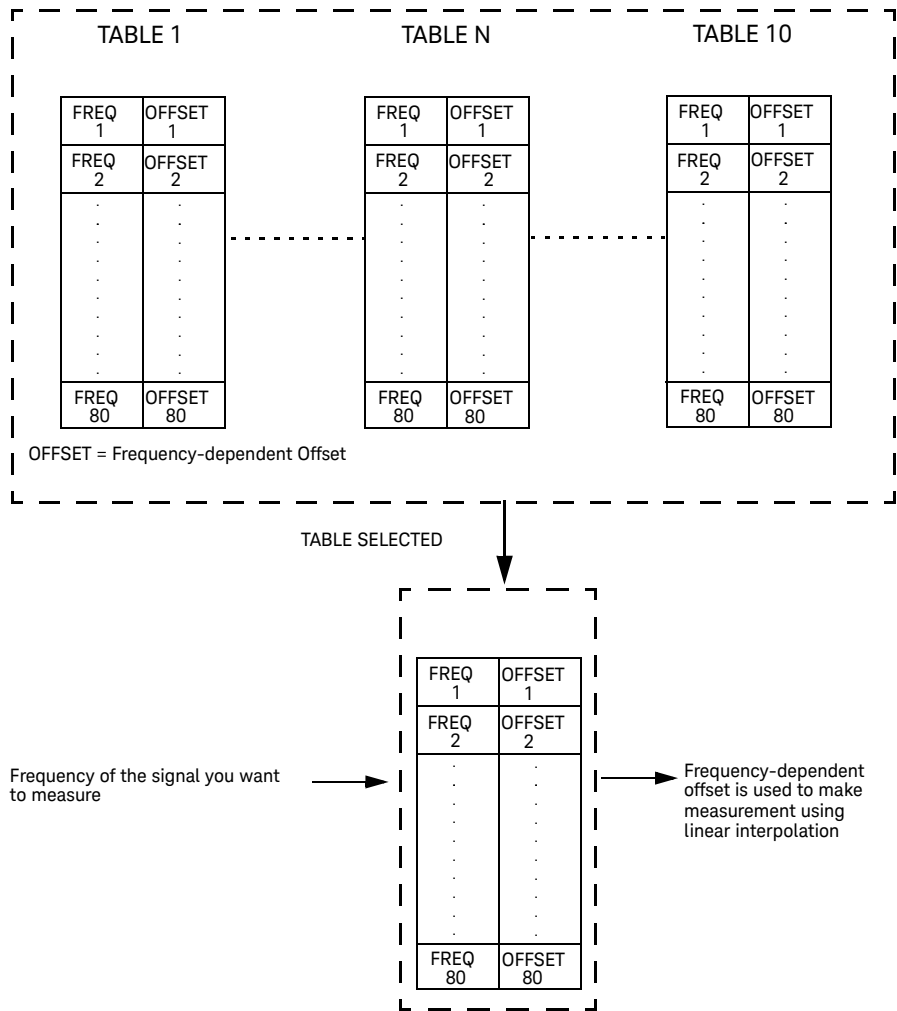 TABLE 1
TABLE N
TABLE 10
FREQ
1
OFFSET
1
FREQ
2
OFFSET
2
FREQ
80
OFFSET
80
FREQ
1
OFFSET
1
FREQ
2
OFFSET
2
FREQ
80
OFFSET
80
FREQ
1
OFFSET
1
FREQ
2
OFFSET
2
FREQ
80
OFFSET
80
OFFSET = Frequency-dependent Offset
TABLE SELECTED
FREQ
1
OFFSET
1
FREQ
2
OFFSET
2
FREQ
80
OFFSET
80
Frequency of the signal you want
to measure
Frequency-dependent
offset is used to make
measurement using
linear interpolation